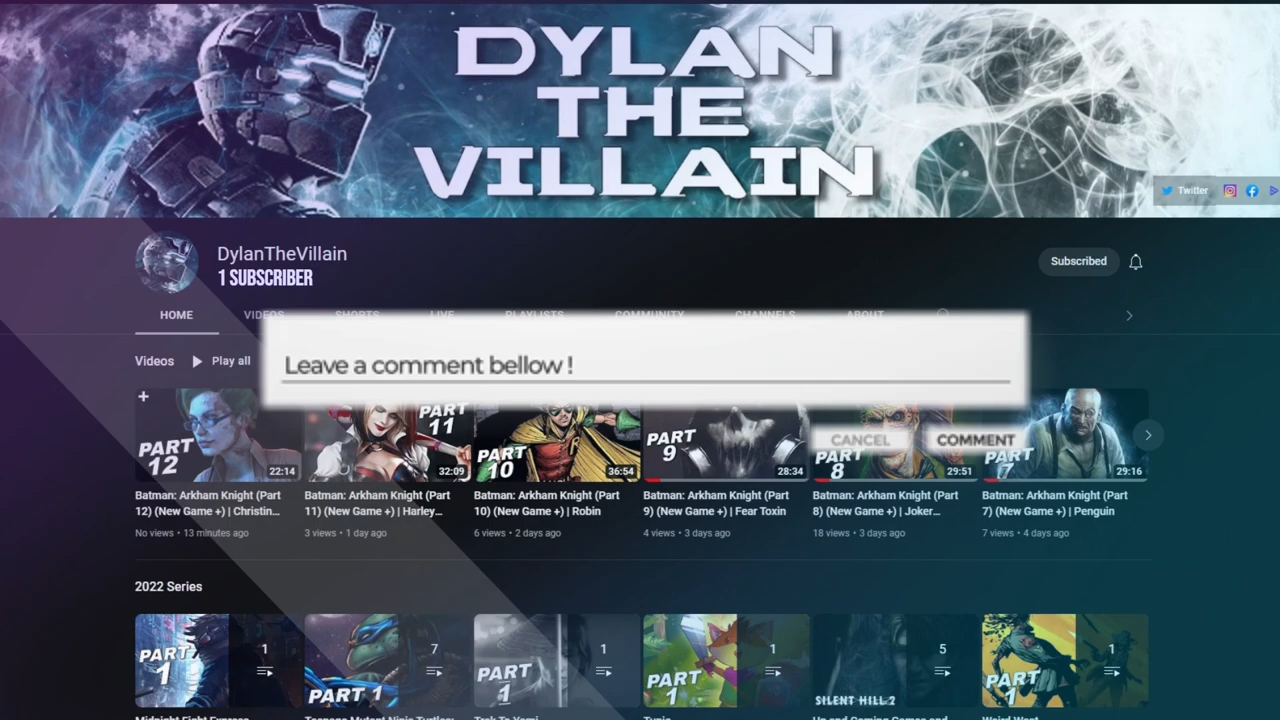 DYLAN
THE
VILLAIN
Twitter
DylanTheVillain
1 SUBSCRIBER
Subscribed
HOME VIDEOS SHORTS LIVE PLAYLISTS COMMUNITY CHANNELS ABOUT
Videos Play all
Leave a comment bellow !
CANCEL COMMENT
PART 12
22:14
PART 11
32:09
PART 10
36:54
PART 9
28:34
PART 8
29:51
PART 7
29:16
Batman: Arkham Knight (Part
12) (New Game +) | Christin...
No views • 13 minutes ago
Batman: Arkham Knight (Part
11) (New Game +) | Harley...
3 views • 1 day ago
Batman: Arkham Knight (Part
10) (New Game +) | Robin
6 views • 2 days ago
Batman: Arkham Knight (Part
9) (New Game +) | Fear Toxin
4 views • 3 days ago
Batman: Arkham Knight (Part
8) (New Game +) | Joker...
18 views • 3 days ago
Batman: Arkham Knight (Part
7) (New Game +) | Penguin
7 views • 4 days ago
2022 Series
PART 1
1
PART 1
7
PART 1
1
PART 1
1
SILENT HILL 2
5
PART 1
1